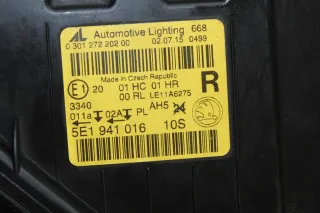 AL Automotive Lighting 668
0 301 272 202 00 02.07.15 0499
Made in Czech Republic
E1 20 01 HC 01 HR R
00 RL LE11A6275
3340 AH5
011a 02A PL
5E1 941 016 10S